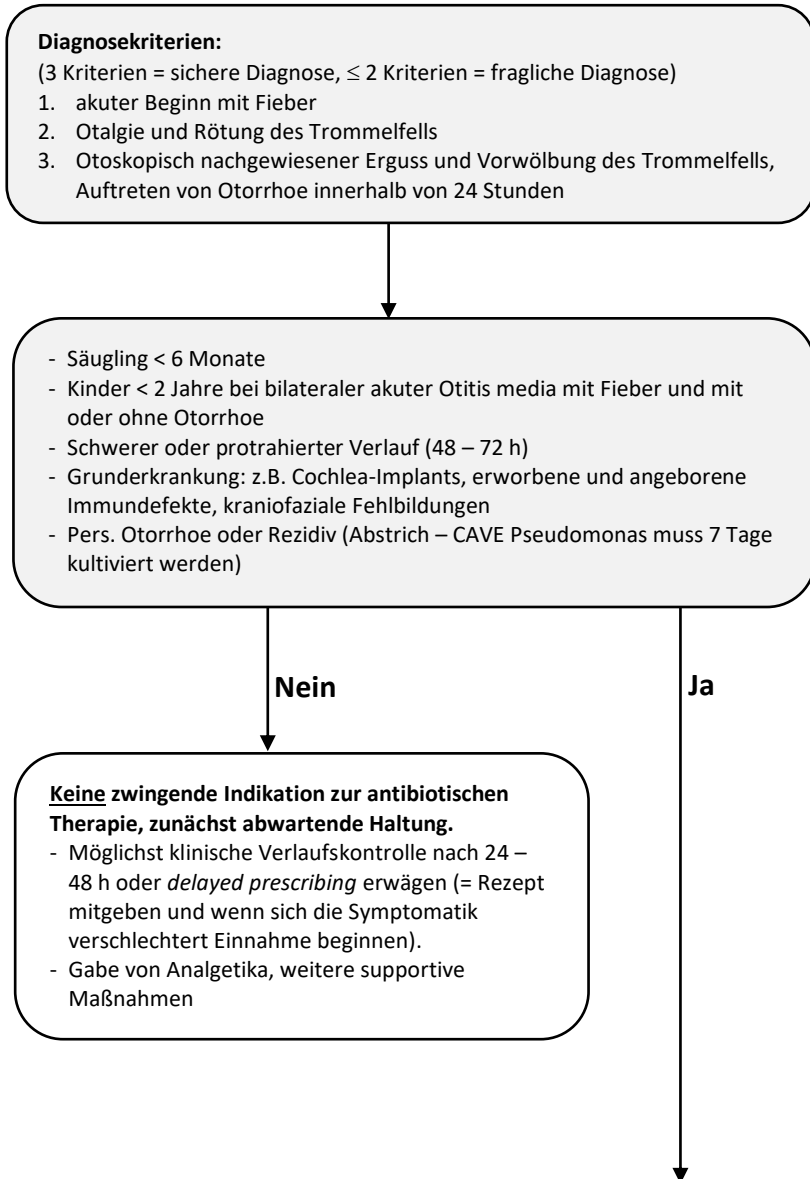 Diagnosekriterien:
(3 Kriterien = sichere Diagnose, ≤ 2 Kriterien = fragliche Diagnose)
1. akuter Beginn mit Fieber
2. Otalgie und Rötung des Trommelfells
3. Otoskopisch nachgewiesener Erguss und Vorwölbung des Trommelfells,
Auftreten von Otorrhoe innerhalb von 24 Stunden
- Säugling < 6 Monate
- Kinder < 2 Jahre bei bilateraler akuter Otitis media mit Fieber und mit
oder ohne Otorrhoe
- Schwerer oder protrahierter Verlauf (48 – 72 h)
- Grunderkrankung: z.B. Cochlea-Implants, erworbene und angeborene
Immundefekte, kraniofaziale Fehlbildungen
- Pers. Otorrhoe oder Rezidiv (Abstrich – CAVE Pseudomonas muss 7 Tage
kultiviert werden)
Nein
Ja
Keine zwingende Indikation zur antibiotischen
Therapie, zunächst abwartende Haltung.
- Möglichst klinische Verlaufskontrolle nach 24 –
48 h oder delayed prescribing erwägen (= Rezept
mitgeben und wenn sich die Symptomatik
verschlechtert Einnahme beginnen).
- Gabe von Analgetika, weitere supportive
Maßnahmen